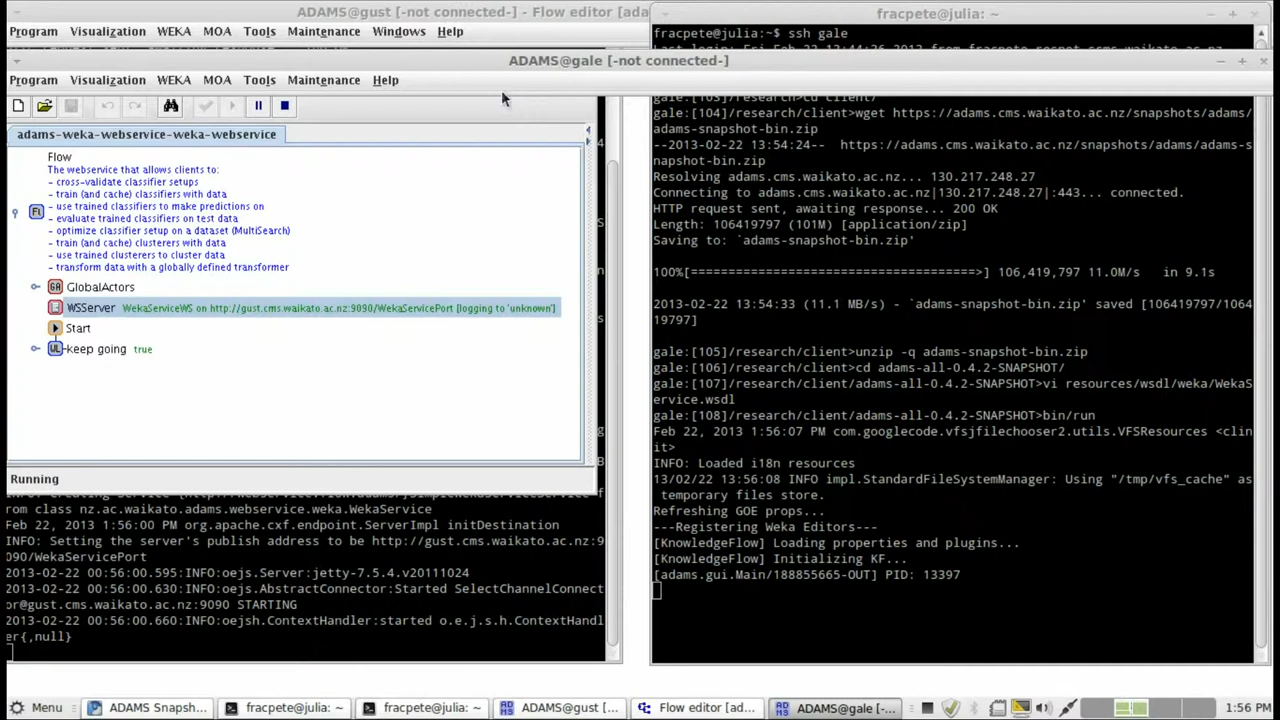 ADAMS@gust [-not connected-] - Flow editor [ada
Program Visualization WEKA MOA Tools Maintenance Windows Help
fracpete@julia: ~
fracpete@julia:~$ ssh gale
ADAMS@gale [-not connected-]
Program Visualization WEKA MOA Tools Maintenance Help
adams-weka-webservice-weka-webservice
Flow
The webservice that allows clients to:
- cross-validate classifier setups
- train (and cache) classifiers with data
- use trained classifiers to make predictions on
- evaluate trained classifiers on test data
- optimize classifier setup on a dataset (MultiSearch)
- train (and cache) clusterers with data
- use trained clusterers to cluster data
- transform data with a globally defined transformer
GlobalActors
WSServer WekaServiceWS on http://gust.cms.waikato.ac.nz:9090/WekaServicePort [logging to 'unknown']
Start
Keep going true
Running
from class nz.ac.waikato.adams.webservice.weka.WekaService
Feb 22, 2013 1:56:00 PM org.apache.cxf.endpoint.ServerImpl initDestination
INFO: Setting the server's publish address to be http://gust.cms.waikato.ac.nz:9
090/WekaServicePort
2013-02-22 00:56:00.595:INFO:oejs.Server:jetty-7.5.4.v20111024
2013-02-22 00:56:00.630:INFO:oejs.AbstractConnector:Started SelectChannelConnect
or@gust.cms.waikato.ac.nz:9090 STARTING
2013-02-22 00:56:00.660:INFO:oejsh.ContextHandler:started o.e.j.s.h.ContextHandl
er{,null}
gale:[103]/research>cd client/
gale:[104]/research/client>wget https://adams.cms.waikato.ac.nz/snapshots/adams/
adams-snapshot-bin.zip
--2013-02-22 13:54:24-- https://adams.cms.waikato.ac.nz/snapshots/adams/adams-s
napshot-bin.zip
Resolving adams.cms.waikato.ac.nz... 130.217.248.27
Connecting to adams.cms.waikato.ac.nz|130.217.248.27|:443... connected.
HTTP request sent, awaiting response... 200 OK
Length: 106419797 (101M) [application/zip]
Saving to: `adams-snapshot-bin.zip'
100%[======================================>] 106,419,797 11.0M/s in 9.1s
2013-02-22 13:54:33 (11.1 MB/s) - `adams-snapshot-bin.zip' saved [106419797/1064
19797]
gale:[105]/research/client>unzip -q adams-snapshot-bin.zip
gale:[106]/research/client>cd adams-all-0.4.2-SNAPSHOT/
gale:[107]/research/client/adams-all-0.4.2-SNAPSHOT>vi resources/wsdl/weka/WekaS
ervice.wsdl
gale:[108]/research/client/adams-all-0.4.2-SNAPSHOT>bin/run
Feb 22, 2013 1:56:07 PM com.googlecode.vfsjfilechooser2.utils.VFSResources <clin
it>
INFO: Loaded i18n resources
13/02/22 13:56:08 INFO impl.StandardFileSystemManager: Using "/tmp/vfs_cache" as
temporary files store.
Refreshing GOE props...
---Registering Weka Editors---
[KnowledgeFlow] Loading properties and plugins...
[KnowledgeFlow] Initializing KF...
[adams.gui.Main/188855665-OUT] PID: 13397
Menu ADAMS Snapsh... fracpete@julia: ~ fracpete@julia: ~ ADAMS@gust [... Flow editor [ad... ADAMS@gale [-... 1:56 PM